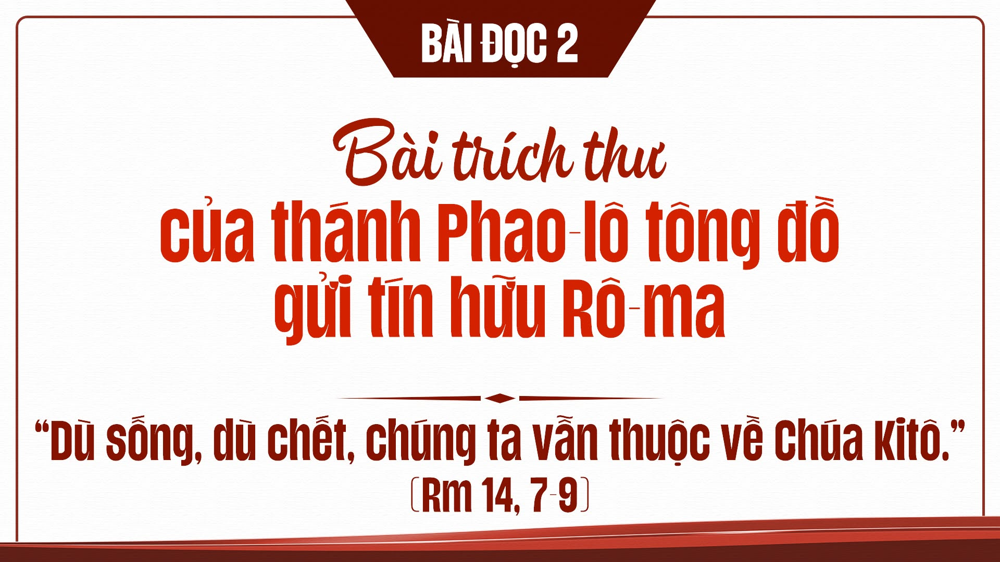 BÀI ĐỌC 2
Bài trích thư
của thánh Phao-lô tông đồ
gửi tín hữu Rô-ma
“Dù sống, dù chết, chúng ta vẫn thuộc về Chúa Kitô.”
(Rm 14, 7-9)